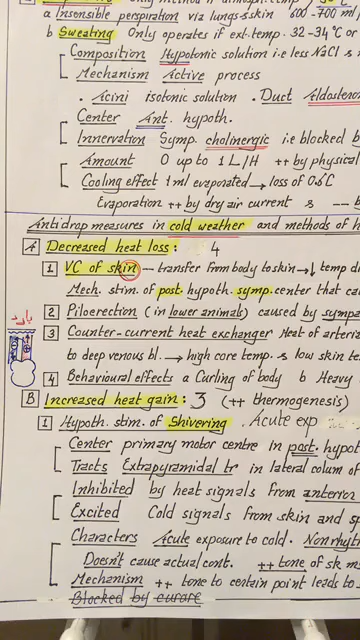 a Insensible perspiration via lungs & skin 600-700 ml
b Sweating Only operates if ext. temp. 32-34°C or
Composition Hypotonic solution i.e less NaCl &
Mechanism Active process
. Acini isotonic solution . Duct Aldosteron
Center Ant. hypoth.
Innervation Symp. cholinergic i.e blocked b
Amount 0 up to 1 L/H ++ by physical
Cooling effect 1 ml evaporated → loss of 0.6 C
Evaporation ++ by dry air current &
Antidrop measures in cold weather and methods of h
A Decreased heat loss: 4
1 VC of skin — transfer from body to skin → ↓ temp d
Mech. stim. of post. hypoth. symp. center that ca
2 Piloerection (in lower animals) caused by sympa
بارد
3 Counter-current heat exchanger Heat of arteria
to deep venous bl. → high core temp. & low skin te
4 Behavioural effects a Curling of body b Heavy
B Increased heat gain: 3 (++ thermogenesis)
1 Hypoth. stim. of Shivering . Acute exp
Center primary motor centre in post. hypot
Tracts Extrapyramidal tr in lateral colum of
Inhibited by heat signals from anterior
Excited Cold signals from skin and sp
Characters Acute exposure to cold. Nonrhyth
Doesn't cause actual cont. ++ tone of sk m
Mechanism ++ tone to certain point leads to
Blocked by curare